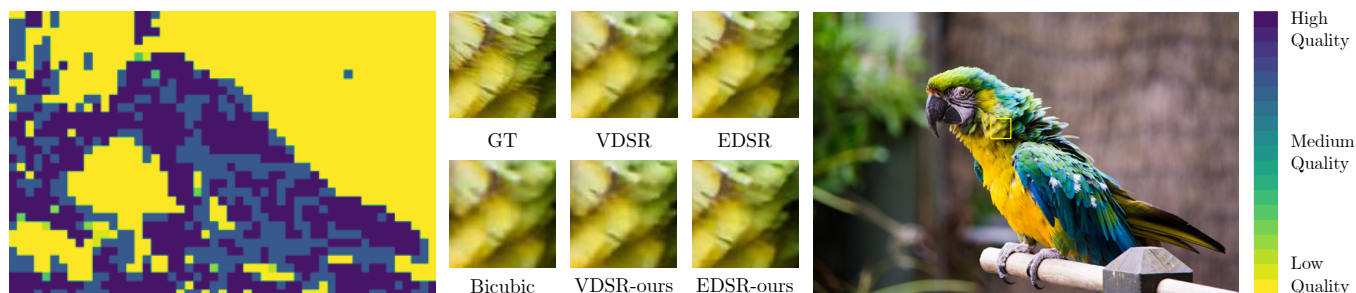 GT
VDSR
EDSR
Bicubic
VDSR-ours
EDSR-ours
High
Quality
Medium
Quality
Low
Quality